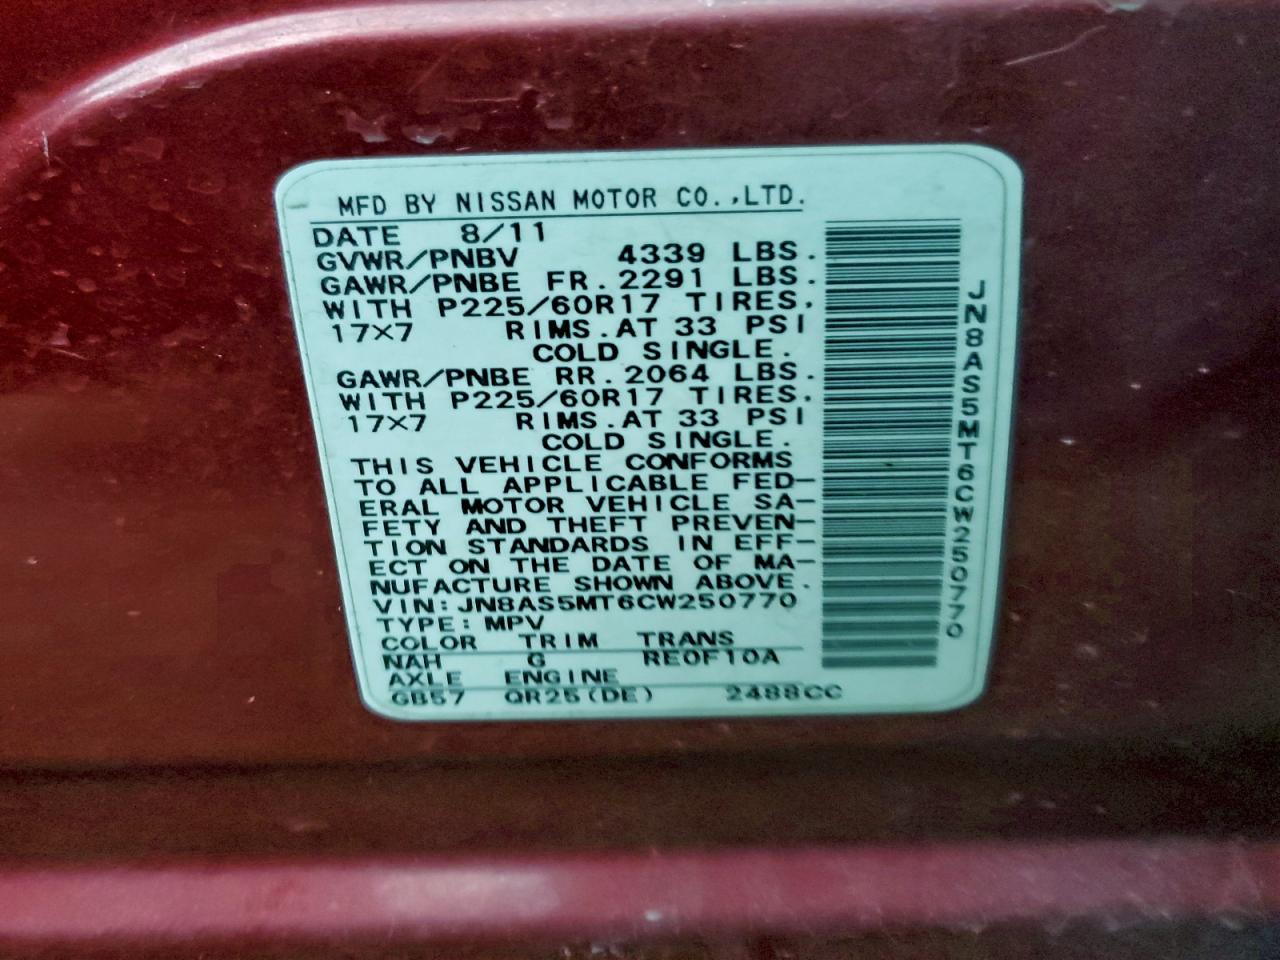 MFD BY NISSAN MOTOR CO.,LTD.
DATE 8/11
GVWR/PNBV 4339 LBS.
GAWR/PNBE FR. 2291 LBS.
WITH P225/60R17 TIRES,
17×7 RIMS.AT 33 PSI
COLD SINGLE.
GAWR/PNBE RR. 2064 LBS.
WITH P225/60R17 TIRES.
17×7 RIMS.AT 33 PSI
COLD SINGLE.
THIS VEHICLE CONFORMS
TO ALL APPLICABLE FED-
ERAL MOTOR VEHICLE SA-
FETY AND THEFT PREVEN-
TION STANDARDS IN EFF-
ECT ON THE DATE OF MA-
NUFACTURE SHOWN ABOVE.
VIN: JN8AS5MT6CW250770
TYPE: MPV
COLOR TRIM TRANS
NAH G RE0F10A
AXLE ENGINE
GB57 QR25(DE) 2488CC
JN8AS5MT6CW250770